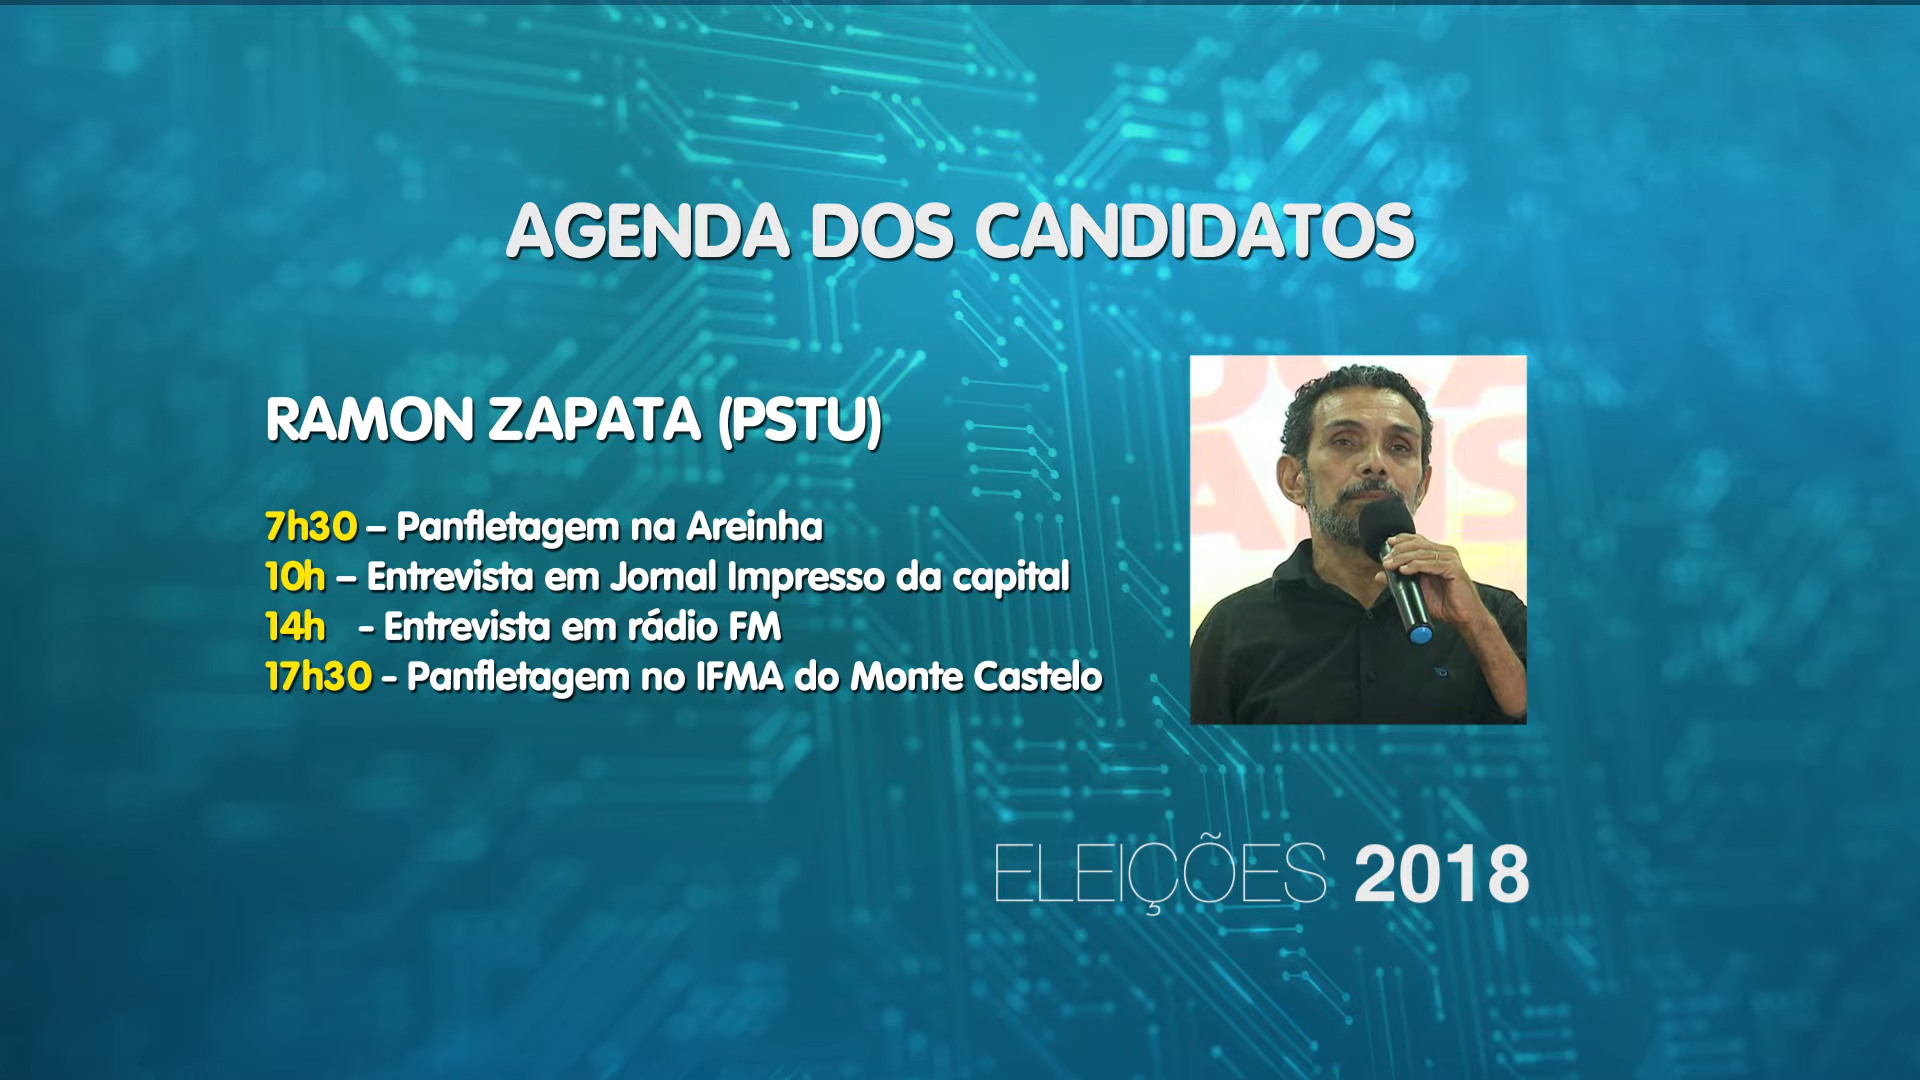 AGENDA DOS CANDIDATOS
RAMON ZAPATA (PSTU)
7h30 – Panfletagem na Areinha
10h – Entrevista em Jornal Impresso da capital
14h - Entrevista em rádio FM
17h30 - Panfletagem no IFMA do Monte Castelo
ELEIÇÕES 2018